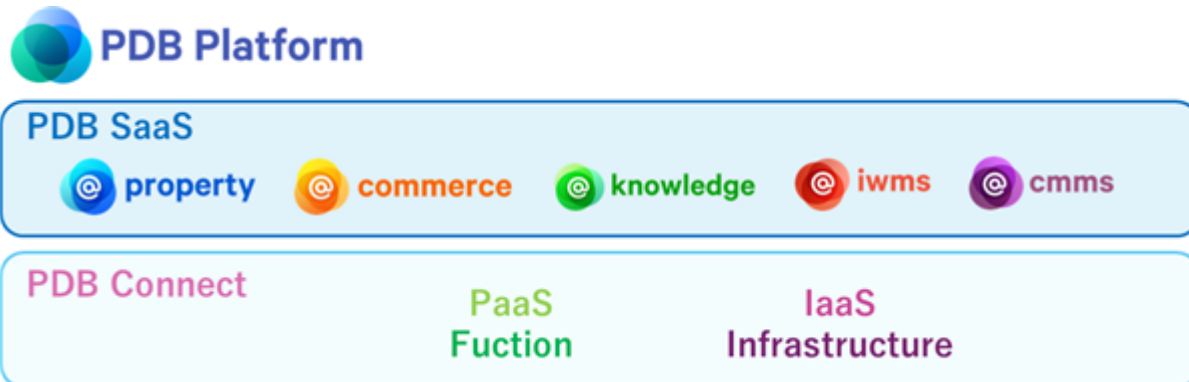 PDB Platform
PDB SaaS
@ property @ commerce @ knowledge @ iwms @ cmms
PDB Connect
PaaS IaaS
Fuction Infrastructure